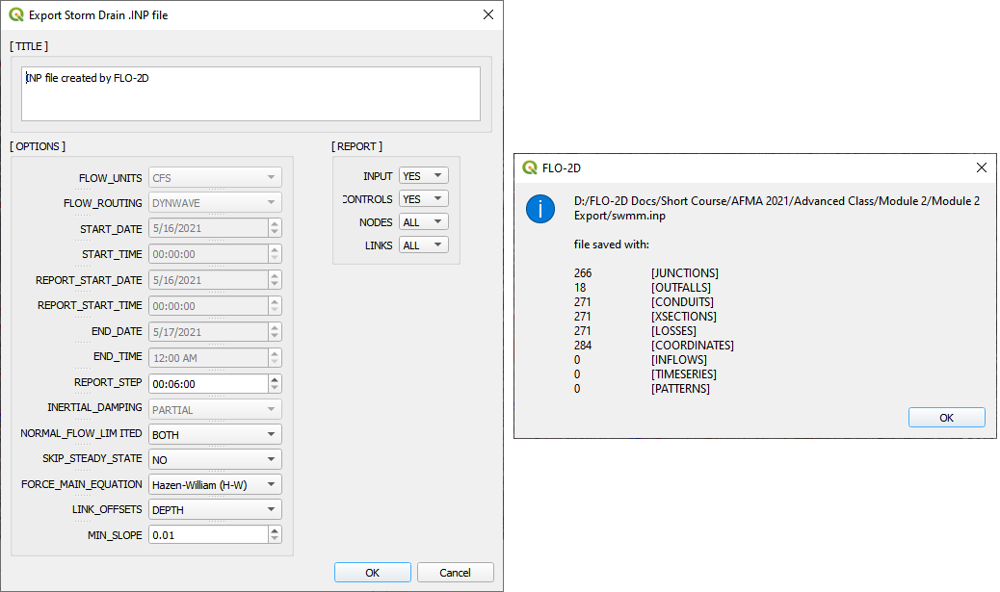 Export Storm Drain .INP file
[ TITLE ]
INP file created by FLO-2D
[ OPTIONS ]
FLOW_UNITS CFS
FLOW_ROUTING DYNWAVE
START_DATE 5/16/2021
START_TIME 00:00:00
REPORT_START_DATE 5/16/2021
REPORT_START_TIME 00:00:00
END_DATE 5/17/2021
END_TIME 12:00 AM
REPORT_STEP 00:06:00
INERTIAL_DAMPING PARTIAL
NORMAL_FLOW_LIM ITED BOTH
SKIP_STEADY_STATE NO
FORCE_MAIN_EQUATION Hazen-William (H-W)
LINK_OFFSETS DEPTH
MIN_SLOPE 0.01
[ REPORT ]
INPUT YES
CONTROLS YES
NODES ALL
LINKS ALL
OK Cancel
FLO-2D
D:/FLO-2D Docs/Short Course/AFMA 2021/Advanced Class/Module 2/Module 2
Export/swmm.inp
file saved with:
266 [JUNCTIONS]
18 [OUTFALLS]
271 [CONDUITS]
271 [XSECTIONS]
271 [LOSSES]
284 [COORDINATES]
0 [INFLOWS]
0 [TIMESERIES]
0 [PATTERNS]
OK